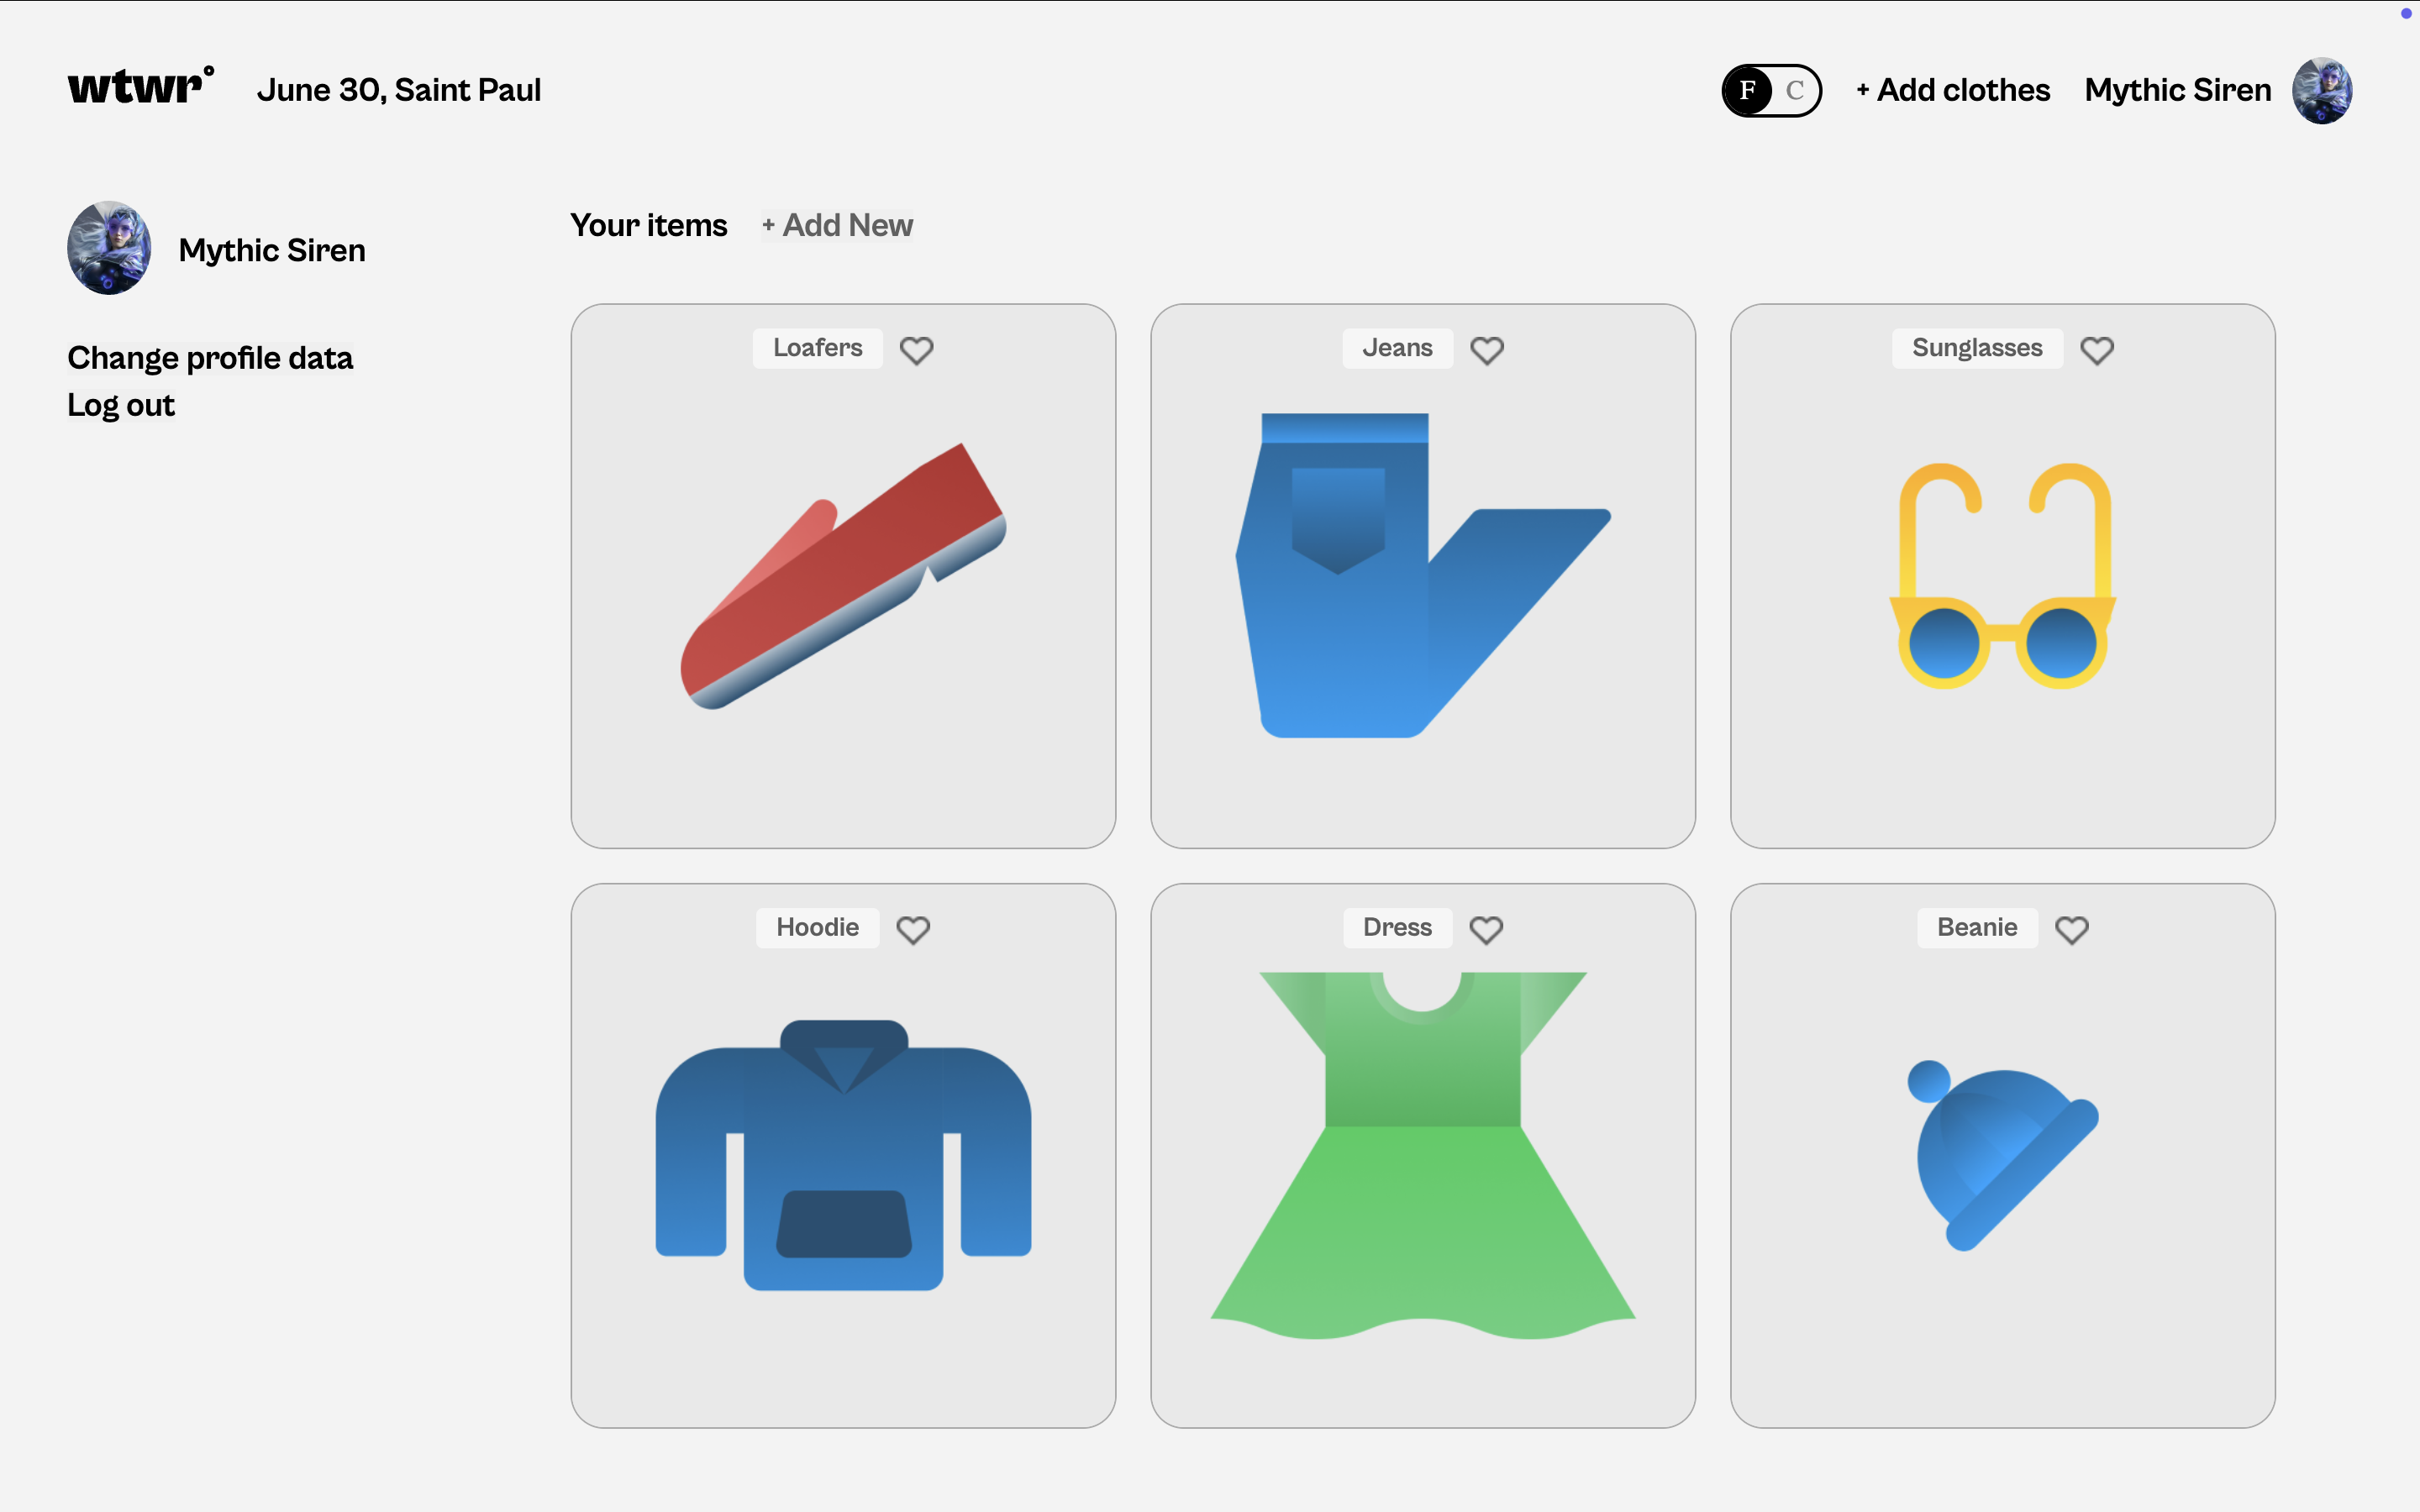 wtwr° June 30, Saint Paul F C + Add clothes Mythic Siren
Mythic Siren
Change profile data
Log out
Your items + Add New
Loafers
Jeans
Sunglasses
Hoodie
Dress
Beanie